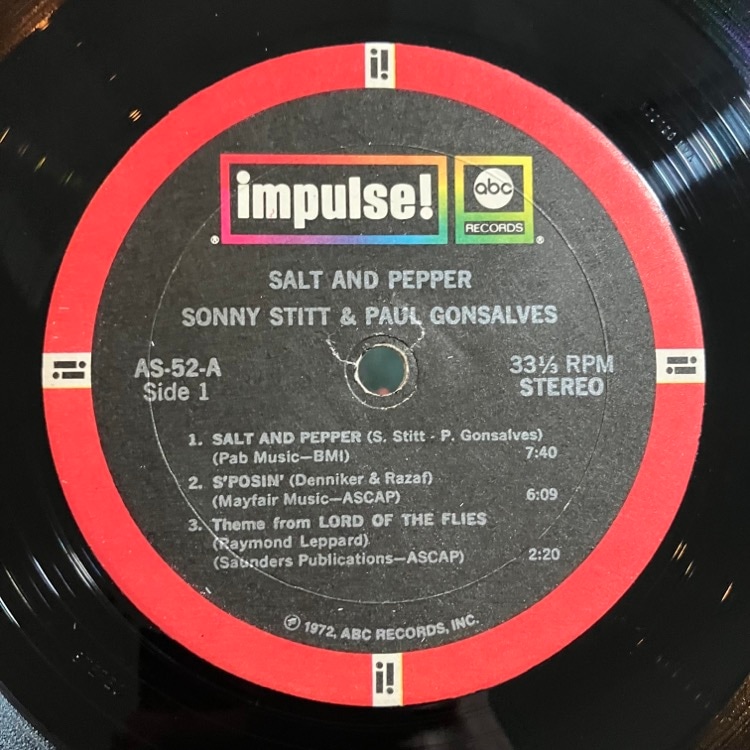 i!
impulse!
abc
RECORDS
® ®
SALT AND PEPPER
SONNY STITT & PAUL GONSALVES
AS-52-A
Side 1
33⅓ RPM
STEREO
1. SALT AND PEPPER (S. Stitt - P. Gonsalves)
(Pab Music—BMI) 7:40
2. S'POSIN' (Denniker & Razaf)
(Mayfair Music—ASCAP) 6:09
3. Theme from LORD OF THE FLIES
(Raymond Leppard)
(Saunders Publications—ASCAP) 2:20
℗ 1972, ABC RECORDS, INC.
i!
i!
i!